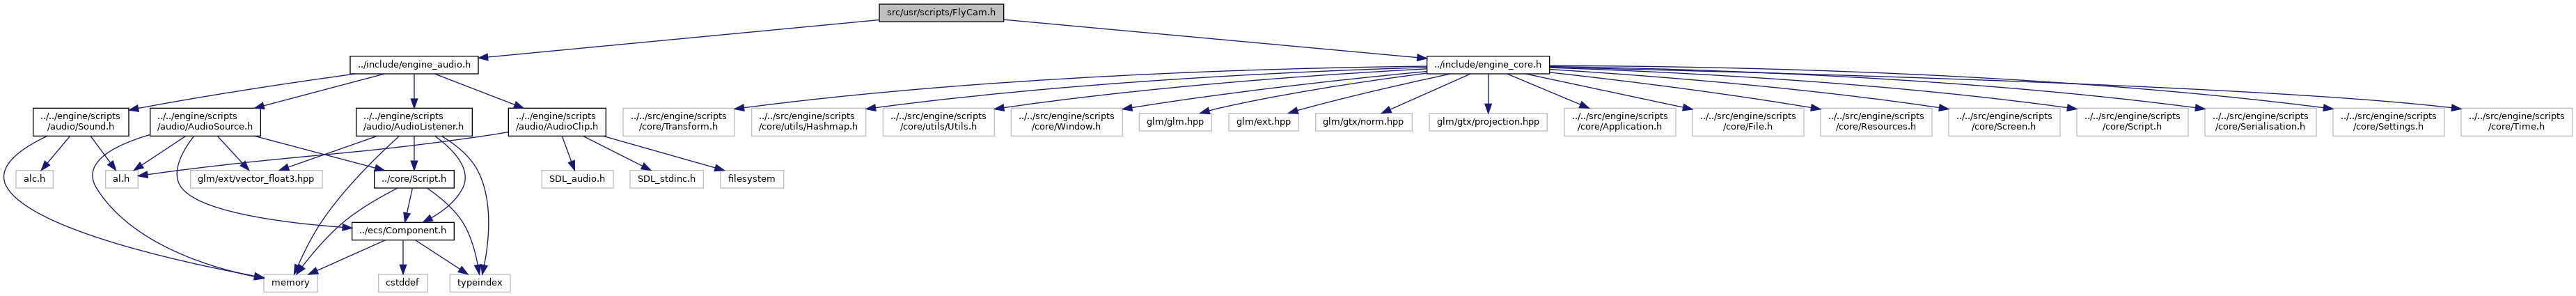 src/usr/scripts/FlyCam.h
../include/engine_audio.h
../include/engine_core.h
../../engine/scripts
/audio/Sound.h
../../engine/scripts
/audio/AudioSource.h
../../engine/scripts
/audio/AudioListener.h
../../engine/scripts
/audio/AudioClip.h
../../src/engine/scripts
/core/Transform.h
../../src/engine/scripts
/core/utils/Hashmap.h
../../src/engine/scripts
/core/utils/Utils.h
../../src/engine/scripts
/core/Window.h
glm/glm.hpp
glm/ext.hpp
glm/gtx/norm.hpp
glm/gtx/projection.hpp
../../src/engine/scripts
/core/Application.h
../../src/engine/scripts
/core/File.h
../../src/engine/scripts
/core/Resources.h
../../src/engine/scripts
/core/Screen.h
../../src/engine/scripts
/core/Script.h
../../src/engine/scripts
/core/Serialisation.h
../../src/engine/scripts
/core/Settings.h
../../src/engine/scripts
/core/Time.h
alc.h
al.h
glm/ext/vector_float3.hpp
../core/Script.h
SDL_audio.h
SDL_stdinc.h
filesystem
../ecs/Component.h
memory
cstddef
typeindex